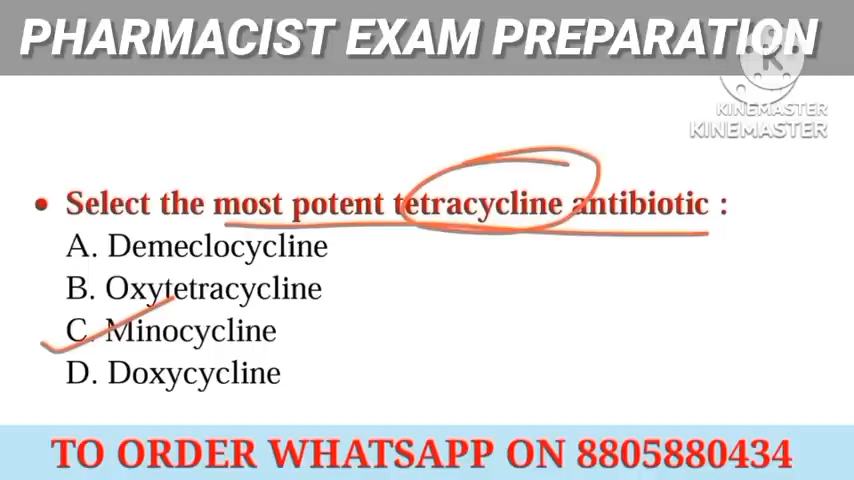 PHARMACIST EXAM PREPARATION
K
KINEMASTER
KINEMASTER
• Select the most potent tetracycline antibiotic :
A. Demeclocycline
B. Oxytetracycline
C. Minocycline
D. Doxycycline
TO ORDER WHATSAPP ON 8805880434